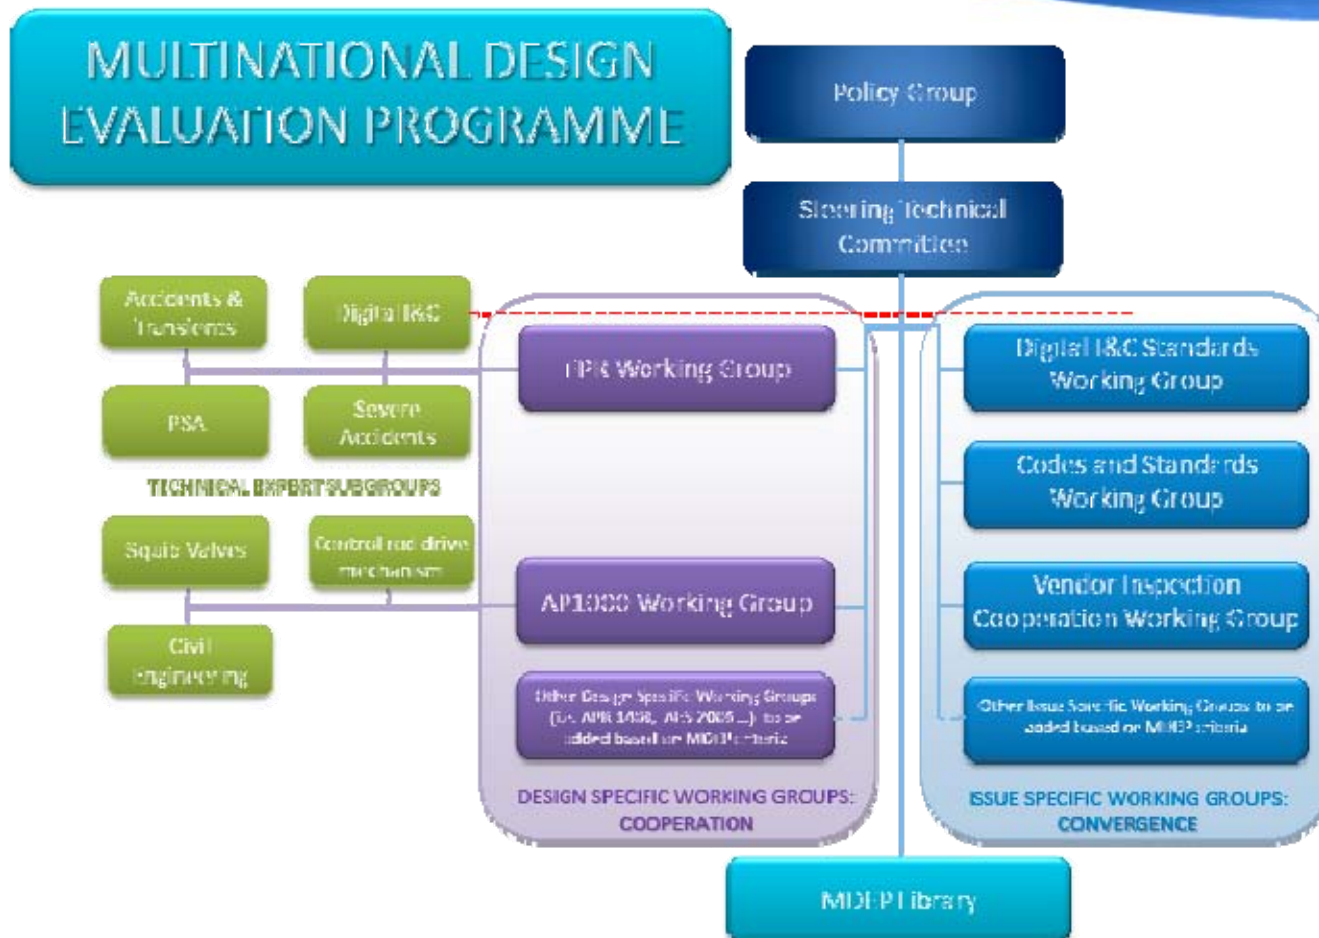 MULTINATIONAL DESIGN
EVALUATION PROGRAMME
Policy Group
Steering Technical
Committee
Accidents &
Transients
Digital I&C
PSA
Severe
Accidents
TECHNICAL EXPERT SUBGROUPS
Squib Valves
Control rod drive
mechanism
Civil
Engineering
EPR Working Group
AP1000 Working Group
Other Design Specific Working Groups
to be
added based on MDEP criteria
DESIGN SPECIFIC WORKING GROUPS:
COOPERATION
Digital I&C Standards
Working Group
Codes and Standards
Working Group
Vendor Inspection
Cooperation Working Group
Other Issue Specific Working Groups to be
added based on MDEP criteria
ISSUE SPECIFIC WORKING GROUPS:
CONVERGENCE
MDEP Library